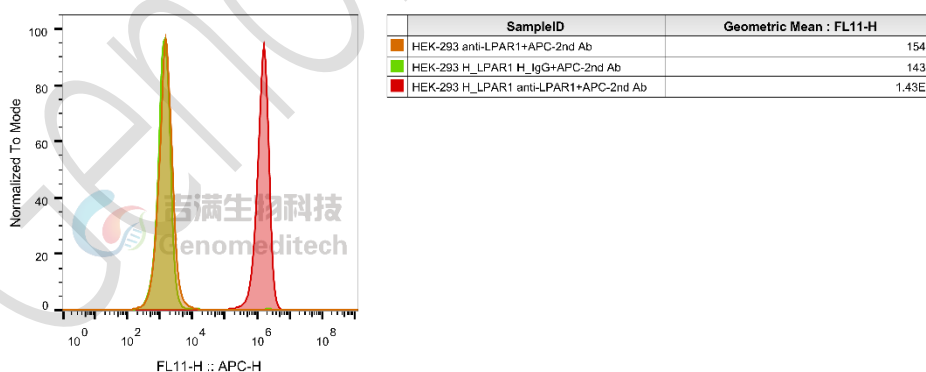 SampleID Geometric Mean : FL11-H
HEK-293 anti-LPAR1+APC-2nd Ab 154
HEK-293 H_LPAR1 H_IgG+APC-2nd Ab 143
HEK-293 H_LPAR1 anti-LPAR1+APC-2nd Ab 1.43E
Normalized To Mode
100
80
60
40
20
0
10^0 10^2 10^4 10^6 10^8
FL11-H :: APC-H
吉满生物科技
Genomeditech